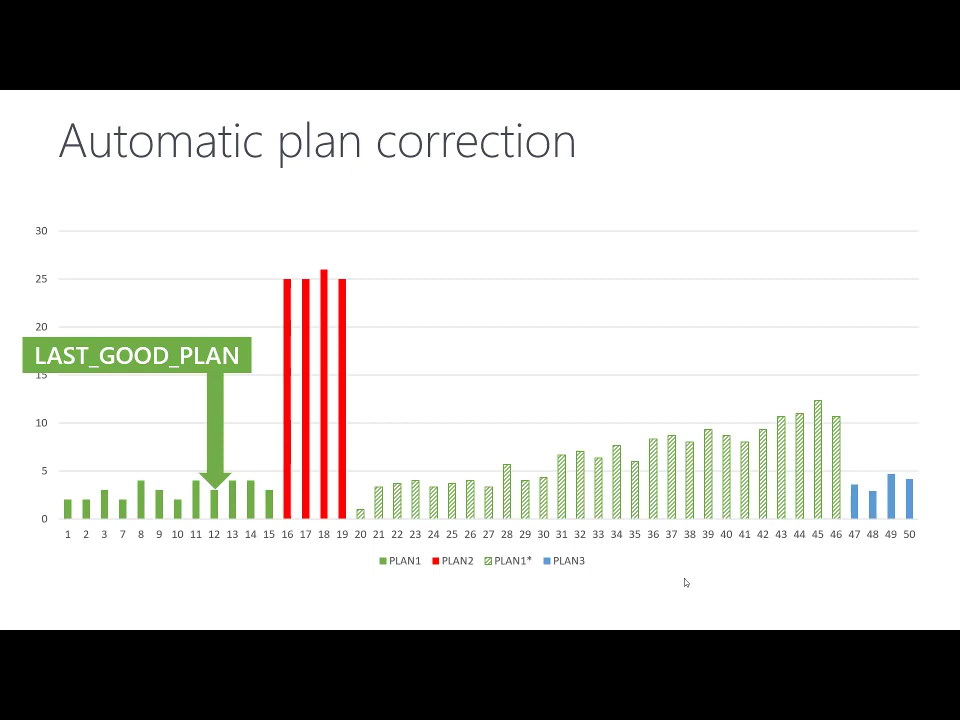 Automatic plan correction
30
25
20
LAST_GOOD_PLAN
15
10
5
0
1 2 3 7 8 9 10 11 12 13 14 15 16 17 18 19 20 21 22 23 24 25 26 27 28 29 30 31 32 33 34 35 36 37 38 39 40 41 42 43 44 45 46 47 48 49 50
PLAN1 PLAN2 PLAN1* PLAN3